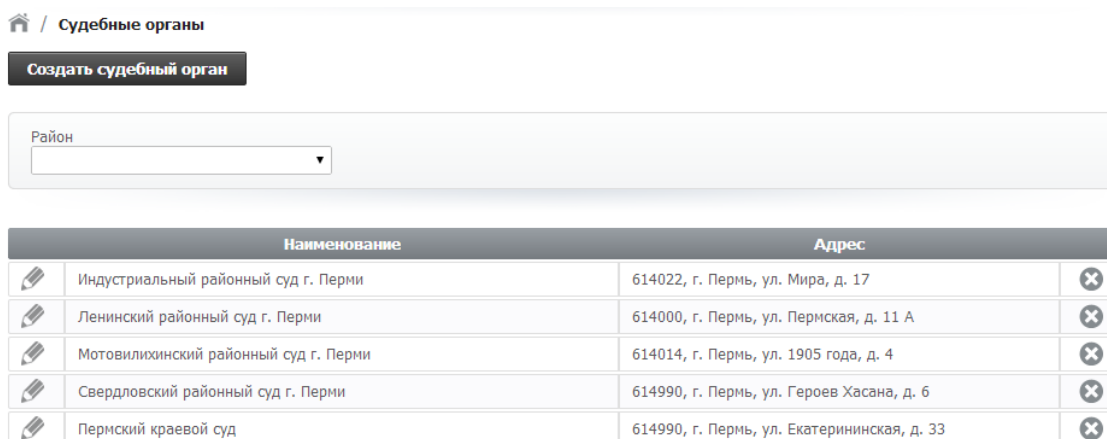 / Судебные органы
Создать судебный орган
Район
Наименование Адрес
Индустриальный районный суд г. Перми 614022, г. Пермь, ул. Мира, д. 17
Ленинский районный суд г. Перми 614000, г. Пермь, ул. Пермская, д. 11 А
Мотовилихинский районный суд г. Перми 614014, г. Пермь, ул. 1905 года, д. 4
Свердловский районный суд г. Перми 614990, г. Пермь, ул. Героев Хасана, д. 6
Пермский краевой суд 614990, г. Пермь, ул. Екатерининская, д. 33